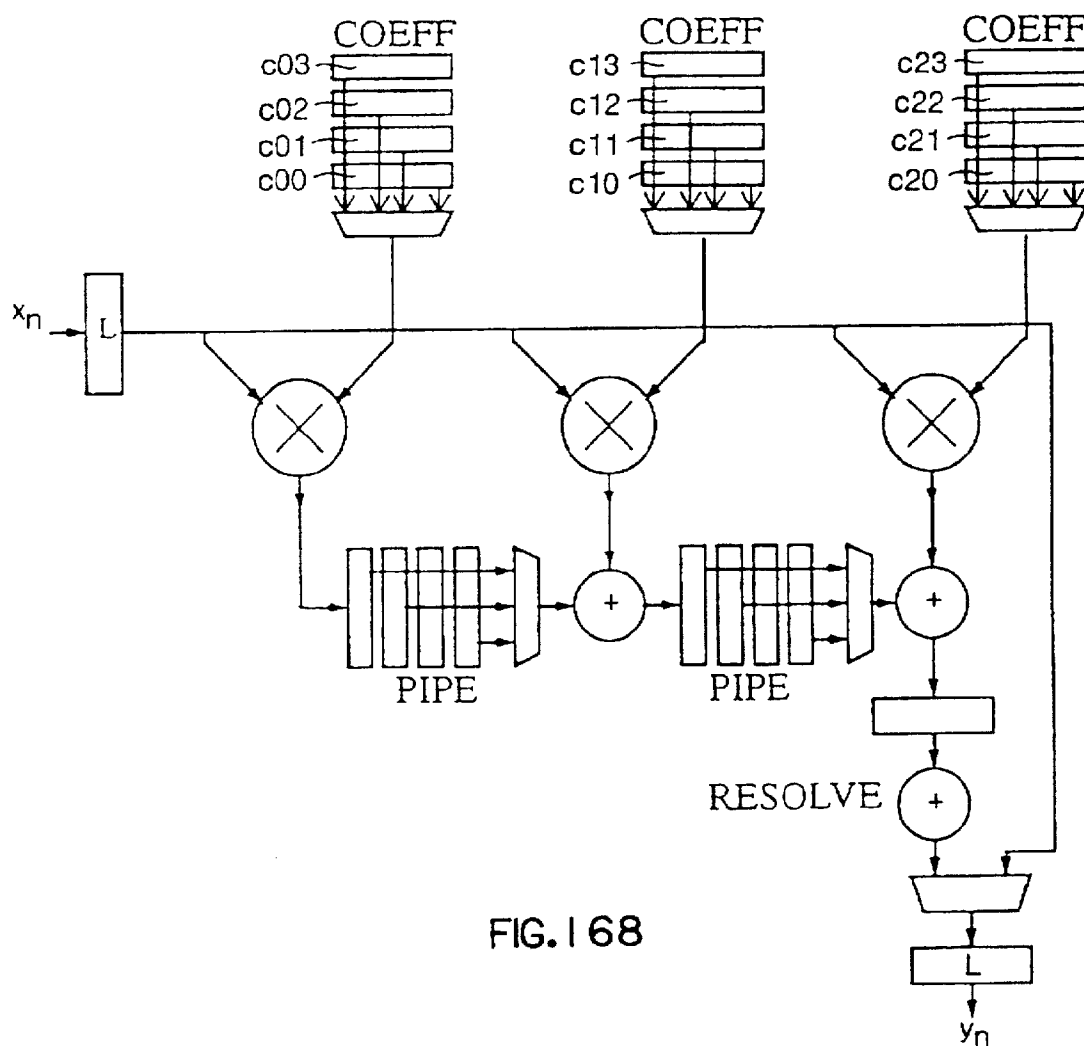 COEFF COEFF COEFF
c03 c13 c23
c02 c12 c22
c01 c11 c21
c00 c10 c20
xn L
+ +
PIPE PIPE
RESOLVE +
FIG.168
L
yn